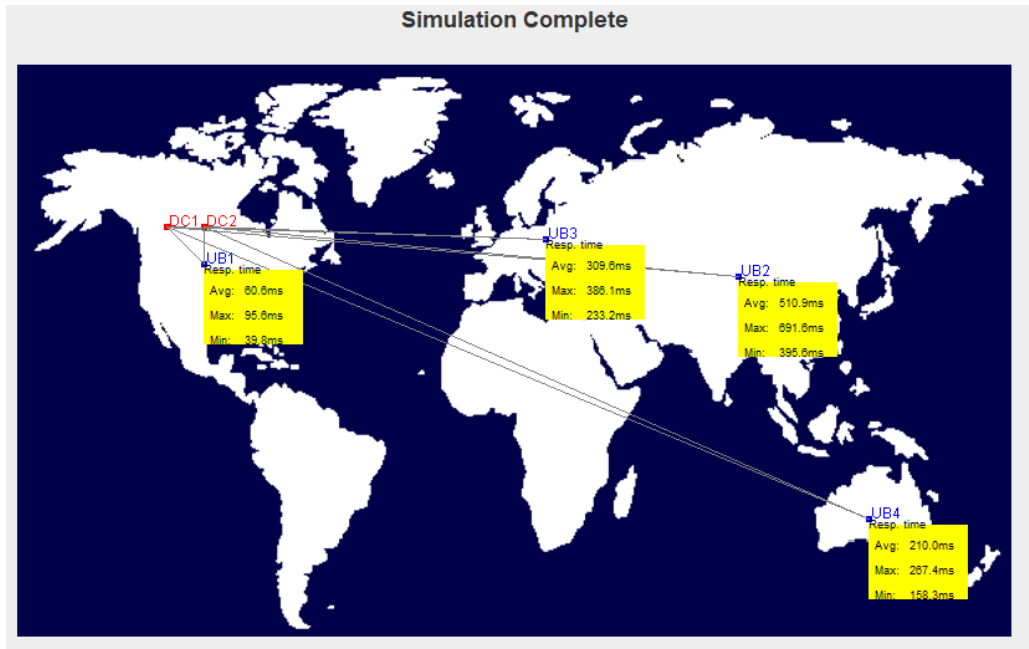 Simulation Complete
DC1 DC2
UB1
Resp. time
Avg: 60.6ms
Max: 95.6ms
Min: 39.8ms
UB3
Resp. time
Avg: 309.6ms
Max: 386.1ms
Min: 233.2ms
UB2
Resp. time
Avg: 510.9ms
Max: 691.6ms
Min: 395.6ms
UB4
Resp. time
Avg: 210.0ms
Max: 267.4ms
Min: 158.3ms